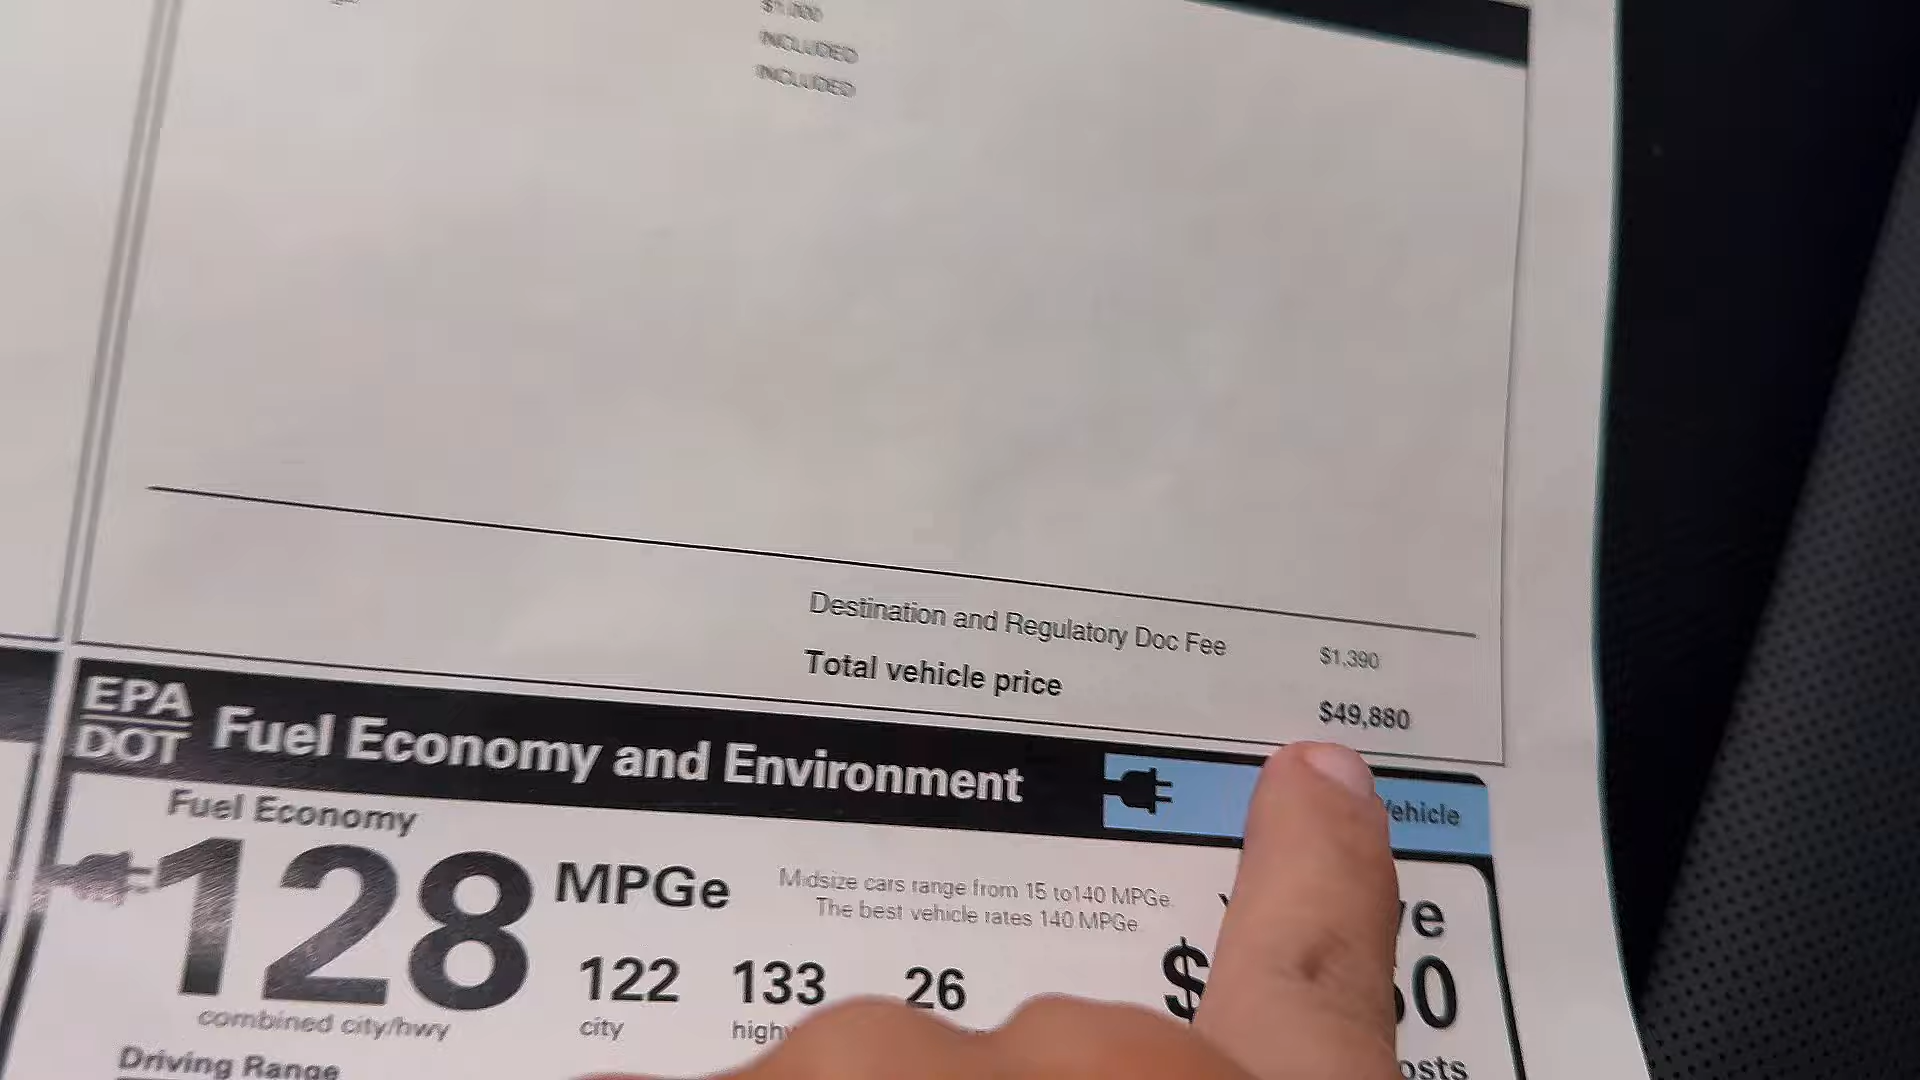 $1,000
INCLUDED
INCLUDED
Destination and Regulatory Doc Fee $1,390
Total vehicle price $49,880
EPA
DOT
Fuel Economy and Environment
Vehicle
Fuel Economy
128 MPGe
Midsize cars range from 15 to140 MPGe.
The best vehicle rates 140 MPGe
122 133 26
combined city/hwy city
Driving Range